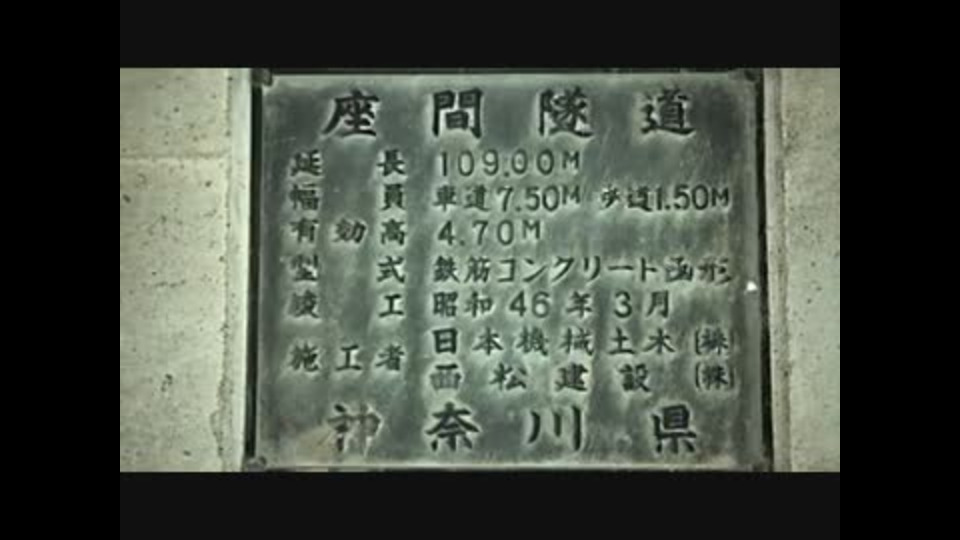 座間隧道
延長 109.00M
幅員 車道7.50M 歩道1.50M
有効高 4.70M
型式 鉄筋コンクリート函形
竣工 昭和46年3月
施工者 日本機械土木(株)
西松建設(株)
神奈川県